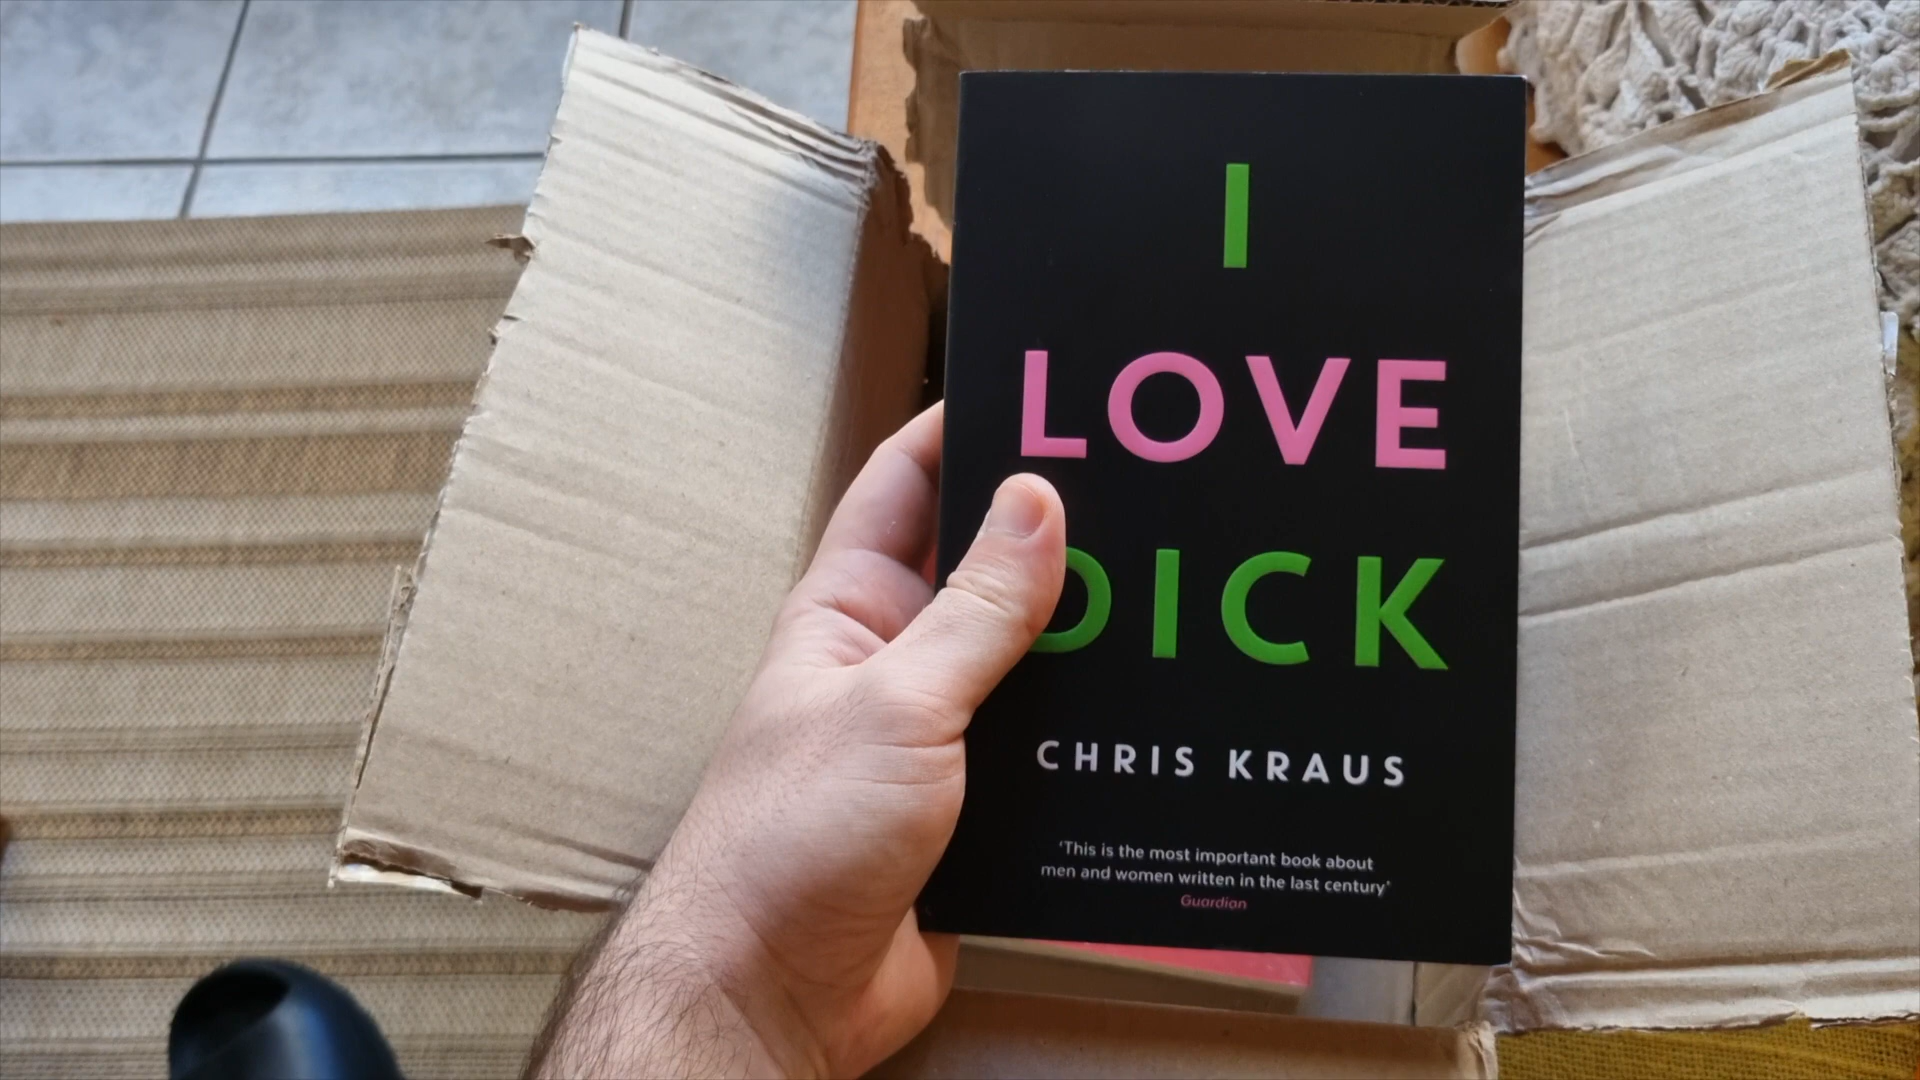 I
LOVE
DICK
CHRIS KRAUS
'This is the most important book about
men and women written in the last century'
Guardian